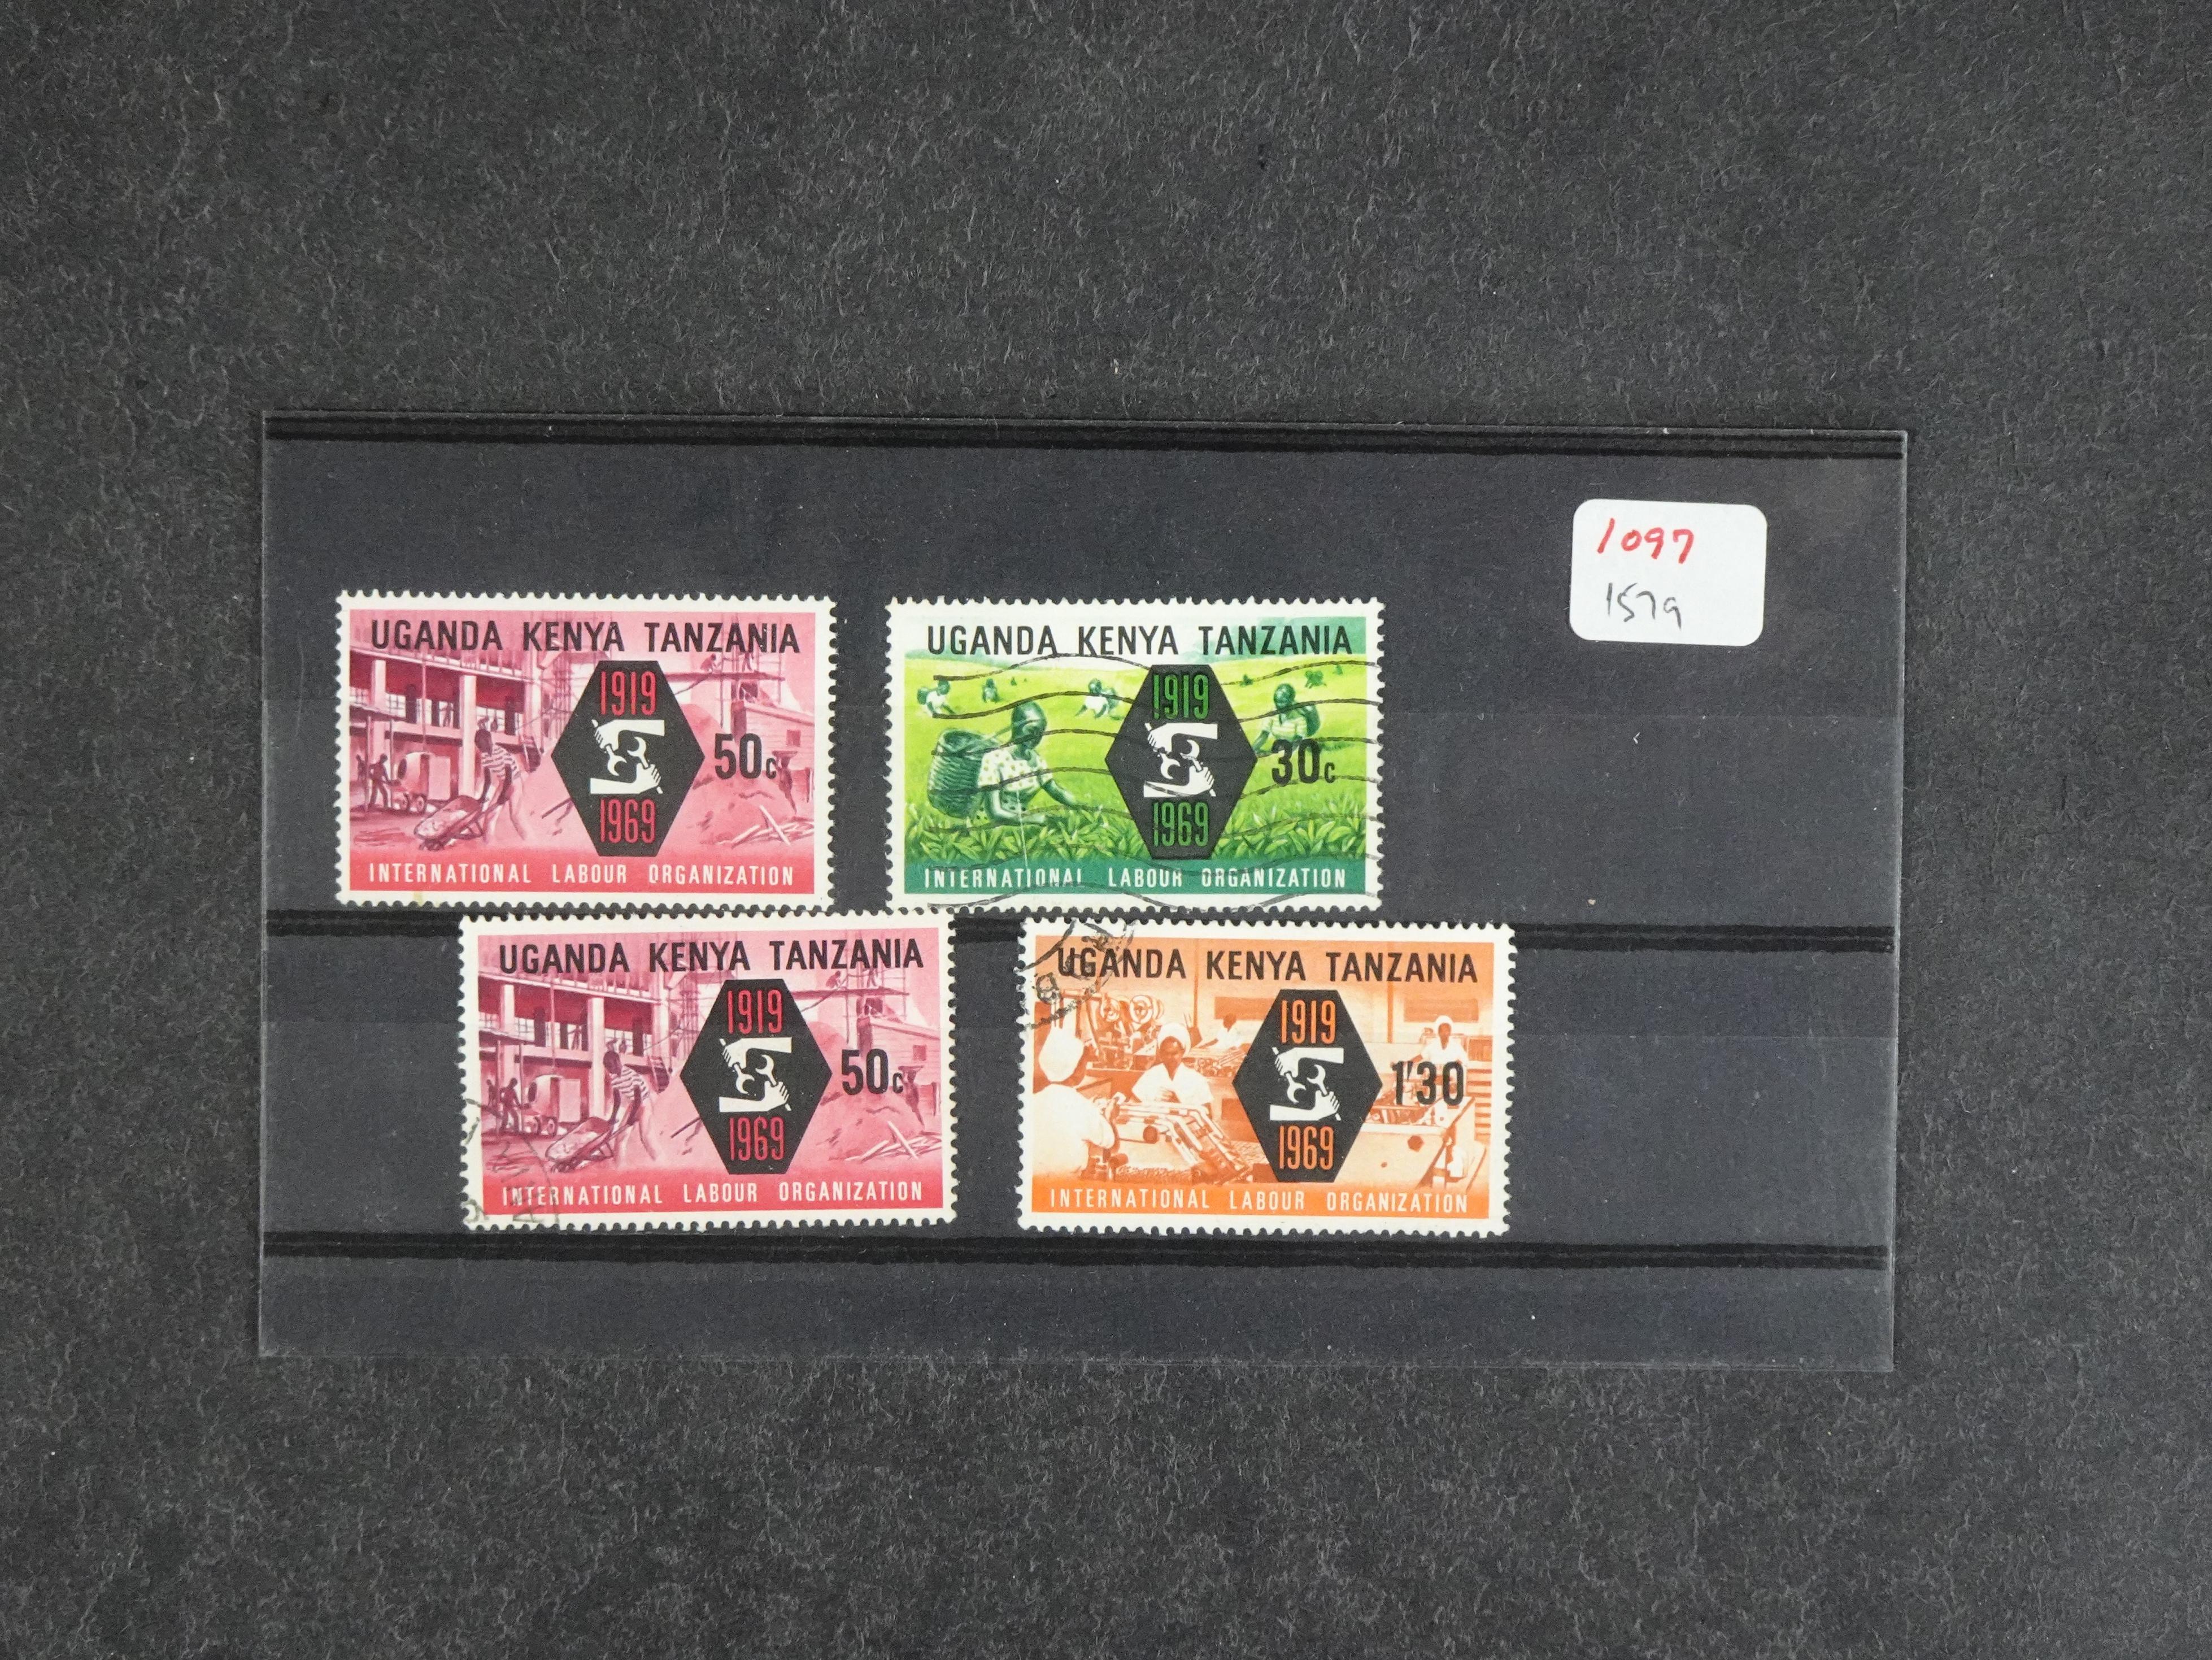 1097
1579
UGANDA KENYA TANZANIA
1919
50c
1969
INTERNATIONAL LABOUR ORGANIZATION
UGANDA KENYA TANZANIA
1919
30c
1969
INTERNATIONAL LABOUR ORGANIZATION
UGANDA KENYA TANZANIA
1919
50c
1969
INTERNATIONAL LABOUR ORGANIZATION
UGANDA KENYA TANZANIA
1919
1'30
1969
INTERNATIONAL LABOUR ORGANIZATION